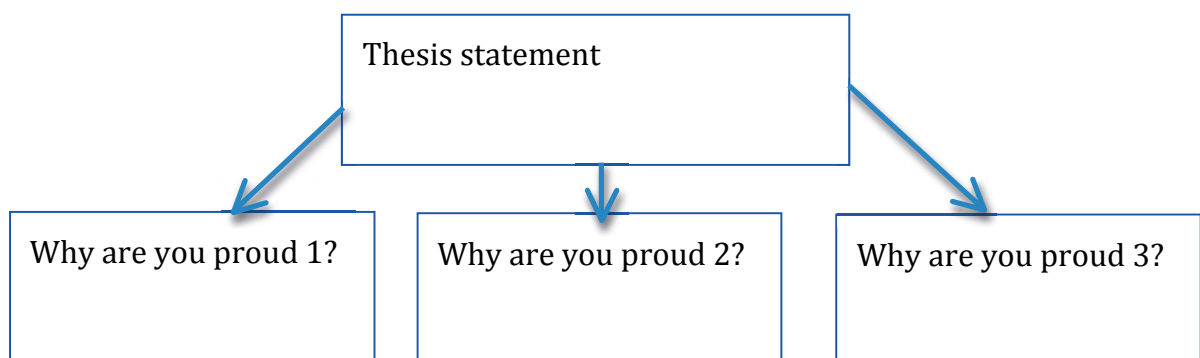 Thesis statement
Why are you proud 1?
Why are you proud 2?
Why are you proud 3?